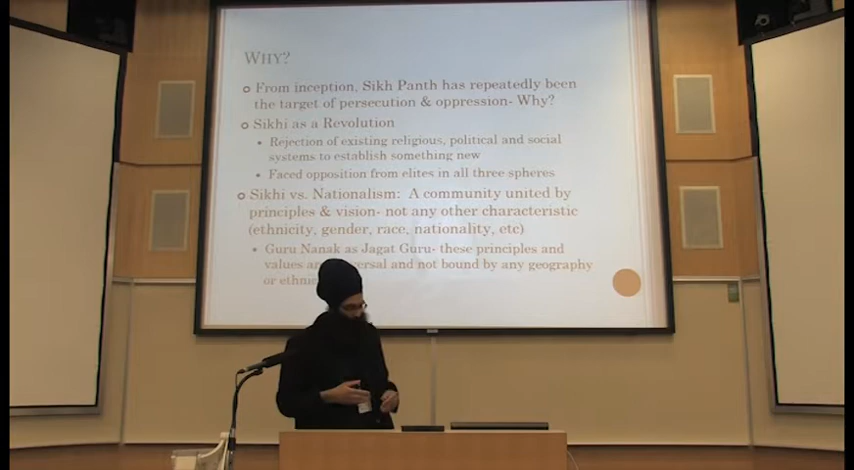 WHY?
From inception, Sikh Panth has repeatedly been
the target of persecution & oppression- Why?
Sikhi as a Revolution
Rejection of existing religious, political and social
systems to establish something new
Faced opposition from elites in all three spheres
Sikhi vs. Nationalism: A community united by
principles & vision- not any other characteristic
(ethnicity, gender, race, nationality, etc)
Guru Nanak as Jagat Guru- these principles and
values and not bound by any geography
or